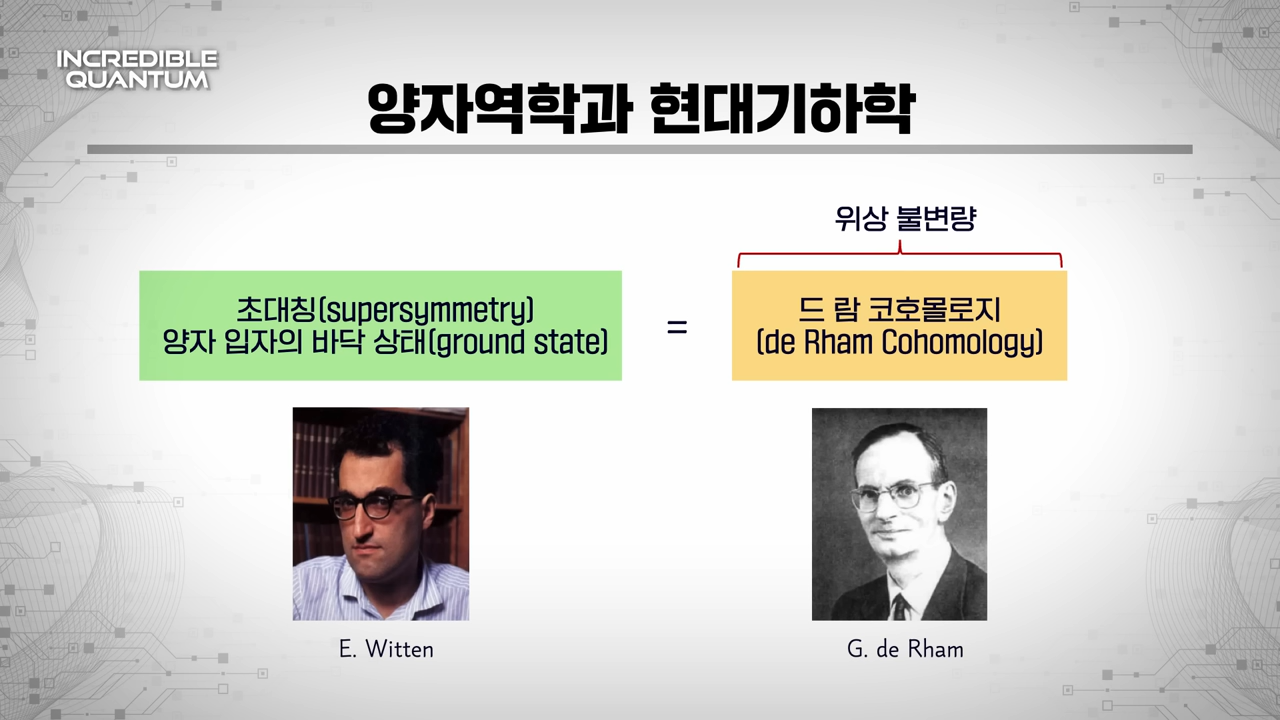 INCREDIBLE
QUANTUM
양자역학과 현대기하학
위상 불변량
초대칭(supersymmetry)
양자 입자의 바닥 상태(ground state)
=
드 람 코호몰로지
(de Rham Cohomology)
E. Witten
G. de Rham